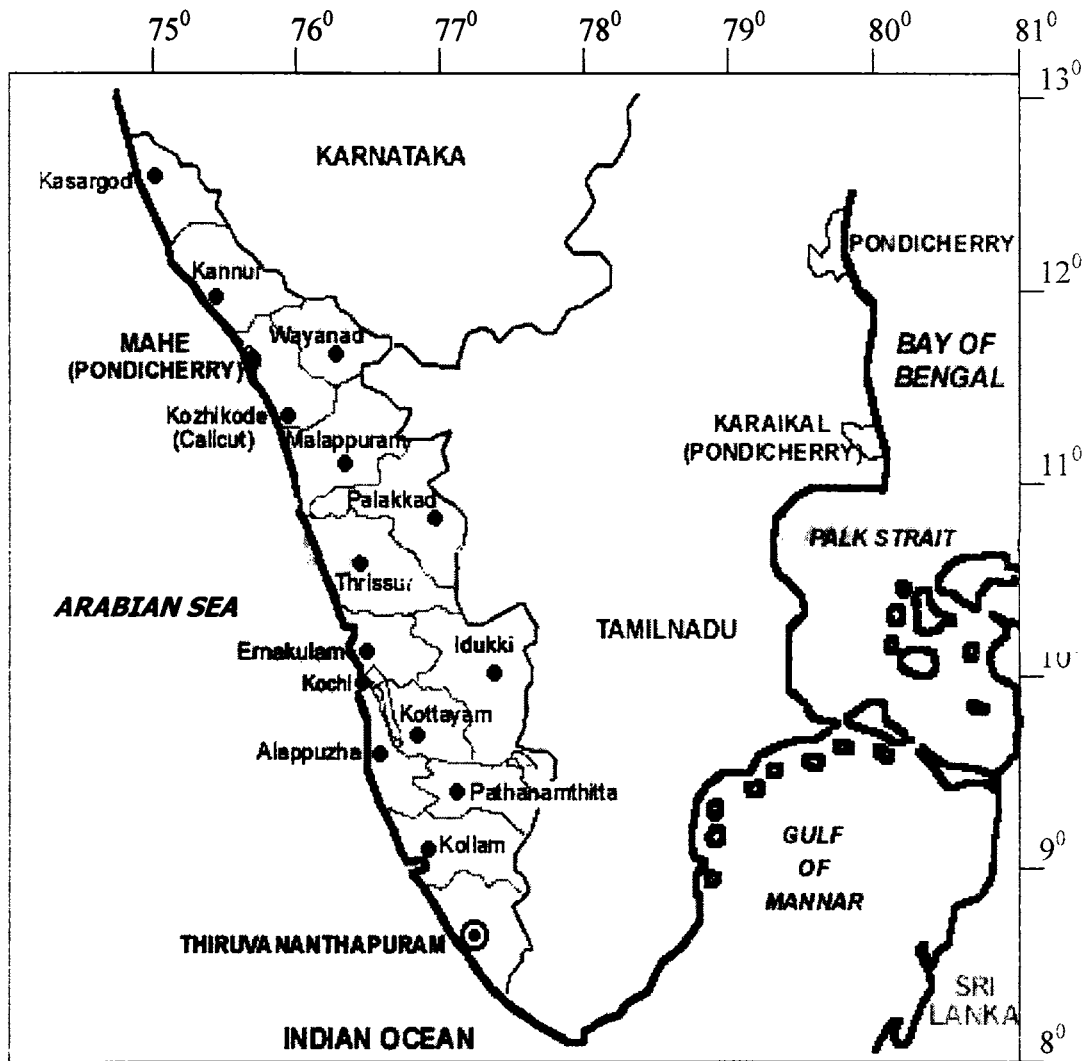 75⁰ 76⁰ 77⁰ 78⁰ 79⁰ 80⁰ 81⁰
13⁰
KARNATAKA
Kasargod
PONDICHERRY
Kannur
12⁰
Wayanad
MAHE
(PONDICHERRY)
BAY OF
BENGAL
Kozhikode
(Calicut)
Malappuram
KARAIKAL
(PONDICHERRY)
11⁰
Palakkad
PALK STRAIT
Thrissur
ARABIAN SEA
TAMILNADU
Ernakulam
Idukki
10
Kochi
Kottayam
Alappuzha
Pathanamthitta
Kollam
GULF
OF
MANNAR
9⁰
THIRUVANANTHAPURAM
SRI
LANKA
INDIAN OCEAN
8⁰